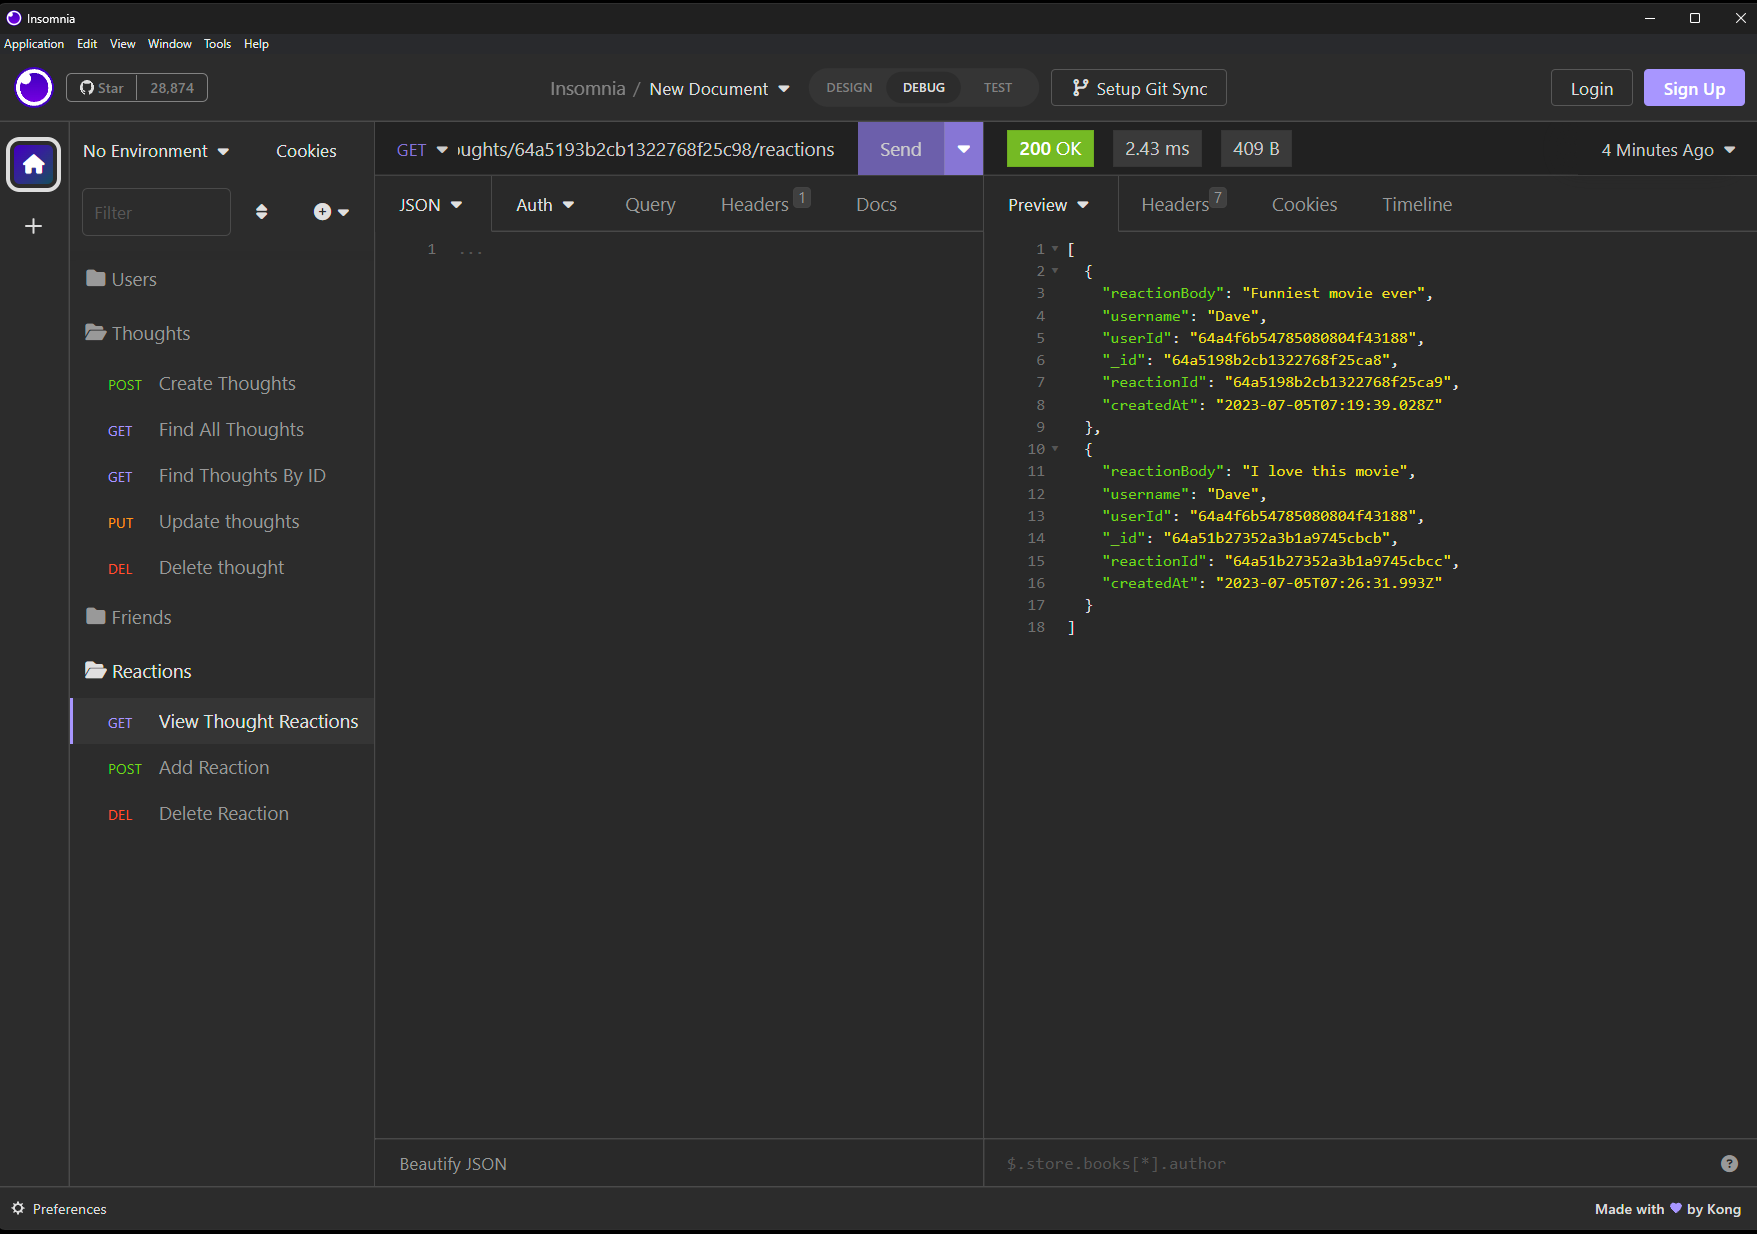 Insomnia
Application Edit View Window Tools Help
Star 28,874
Insomnia / New Document
DESIGN DEBUG TEST
Setup Git Sync
Login
Sign Up
No Environment
Cookies
Filter
Users
Thoughts
POST Create Thoughts
GET Find All Thoughts
GET Find Thoughts By ID
PUT Update thoughts
DEL Delete thought
Friends
Reactions
GET View Thought Reactions
POST Add Reaction
DEL Delete Reaction
GET oughts/64a5193b2cb1322768f25c98/reactions Send
JSON Auth Query Headers 1 Docs
1 ...
Beautify JSON
200 OK 2.43 ms 409 B 4 Minutes Ago
Preview Headers 7 Cookies Timeline
1 [
2 {
3 "reactionBody": "Funniest movie ever",
4 "username": "Dave",
5 "userId": "64a4f6b54785080804f43188",
6 "_id": "64a5198b2cb1322768f25ca8",
7 "reactionId": "64a5198b2cb1322768f25ca9",
8 "createdAt": "2023-07-05T07:19:39.028Z"
9 },
10 {
11 "reactionBody": "I love this movie",
12 "username": "Dave",
13 "userId": "64a4f6b54785080804f43188",
14 "_id": "64a51b27352a3b1a9745cbcb",
15 "reactionId": "64a51b27352a3b1a9745cbcc",
16 "createdAt": "2023-07-05T07:26:31.993Z"
17 }
18 ]
$.store.books[*].author
?
Preferences
Made with 💜 by Kong